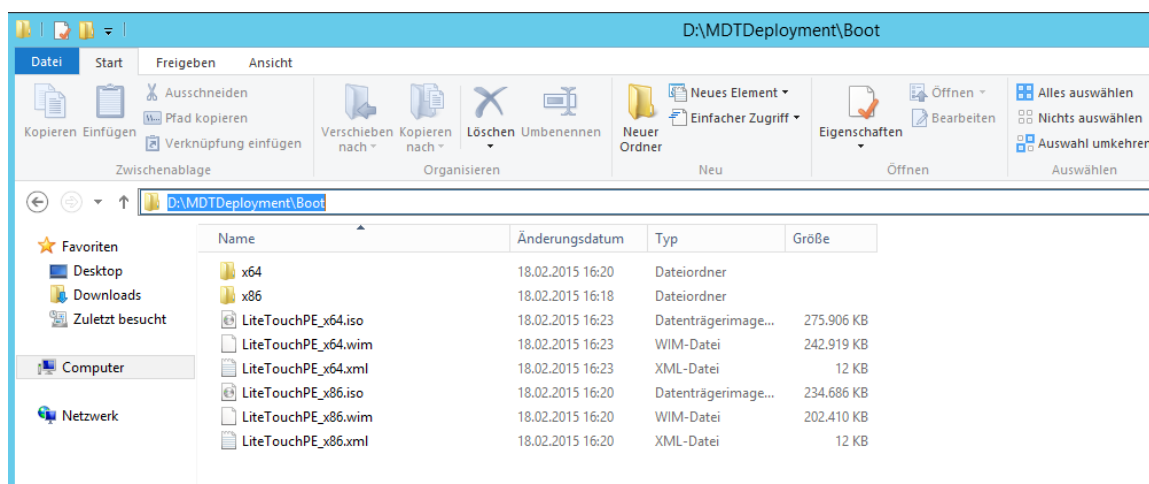 D:\MDTDeployment\Boot
Datei Start Freigeben Ansicht
Kopieren Einfügen Ausschneiden Pfad kopieren Verknüpfung einfügen
Zwischenablage
Verschieben nach Kopieren nach Löschen Umbenennen
Organisieren
Neuer Ordner Neues Element Einfacher Zugriff
Neu
Eigenschaften Öffnen Bearbeiten
Öffnen
Alles auswählen Nichts auswählen Auswahl umkehren
Auswählen
D:\MDTDeployment\Boot
Favoriten
Desktop
Downloads
Zuletzt besucht
Computer
Netzwerk
Name Änderungsdatum Typ Größe
x64 18.02.2015 16:20 Dateiordner
x86 18.02.2015 16:18 Dateiordner
LiteTouchPE_x64.iso 18.02.2015 16:23 Datenträgerimage... 275.906 KB
LiteTouchPE_x64.wim 18.02.2015 16:23 WIM-Datei 242.919 KB
LiteTouchPE_x64.xml 18.02.2015 16:23 XML-Datei 12 KB
LiteTouchPE_x86.iso 18.02.2015 16:20 Datenträgerimage... 234.686 KB
LiteTouchPE_x86.wim 18.02.2015 16:20 WIM-Datei 202.410 KB
LiteTouchPE_x86.xml 18.02.2015 16:20 XML-Datei 12 KB